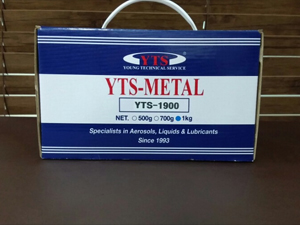 YTS
YOUNG TECHNICAL SERVICE
YTS-METAL
YTS-1900
NET. 500g 700g 1kg
Specialists in Aerosols, Liquids & Lubricants
Since 1993